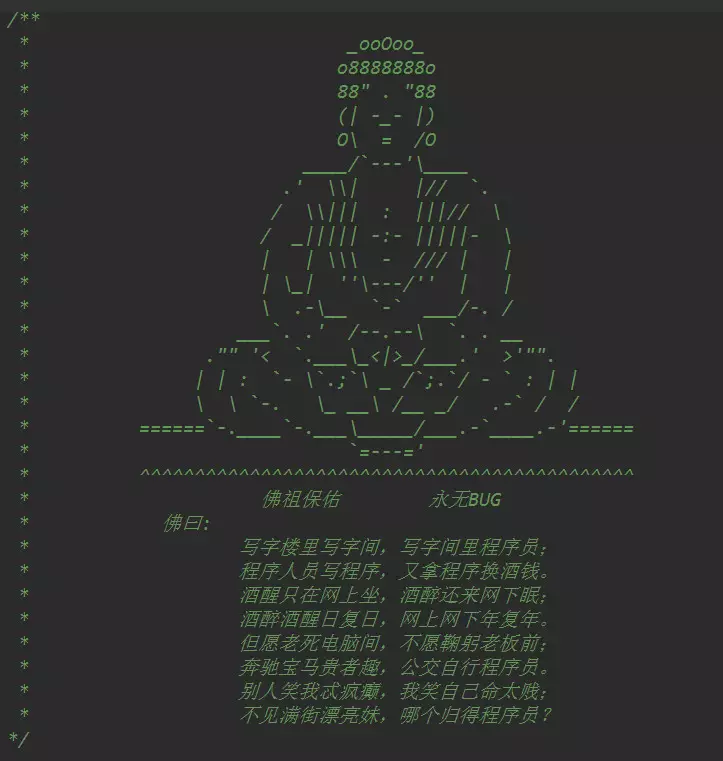 /**
 *                             _ooOoo_
 *                            o8888888o
 *                            88" . "88
 *                            (| -_- |)
 *                            O\  =  /O
 *                         ____/`---'\____
 *                       .'  \\|     |//  `.
 *                      /  \\|||  :  |||//  \
 *                     /  _||||| -:- |||||-  \
 *                     |   | \\\  -  /// |   |
 *                     | \_|  ''\---/''  |   |
 *                     \  .-\__  `-`  ___/-. /
 *                   ___`. .'  /--.--\  `. . __
 *                ."" '<  `.___\_<|>_/___.'  >'"".
 *               | | :  `- \`.;`\ _ /`;.`/ - ` : | |
 *               \  \ `-.   \_ __\ /__ _/   .-` /  /
 *          ======`-.____`-.___\_____/___.-`____.-'======
 *                             `=---='
 *          ^^^^^^^^^^^^^^^^^^^^^^^^^^^^^^^^^^^^^^^^^^^^^
 *                     佛祖保佑        永无BUG
 *            佛曰:
 *                   写字楼里写字间，写字间里程序员；
 *                   程序人员写程序，又拿程序换酒钱。
 *                   酒醒只在网上坐，酒醉还来网下眠；
 *                   酒醉酒醒日复日，网上网下年复年。
 *                   但愿老死电脑间，不愿鞠躬老板前；
 *                   奔驰宝马贵者趣，公交自行程序员。
 *                   别人笑我忒疯癫，我笑自己命太贱；
 *                   不见满街漂亮妹，哪个归得程序员？
*/